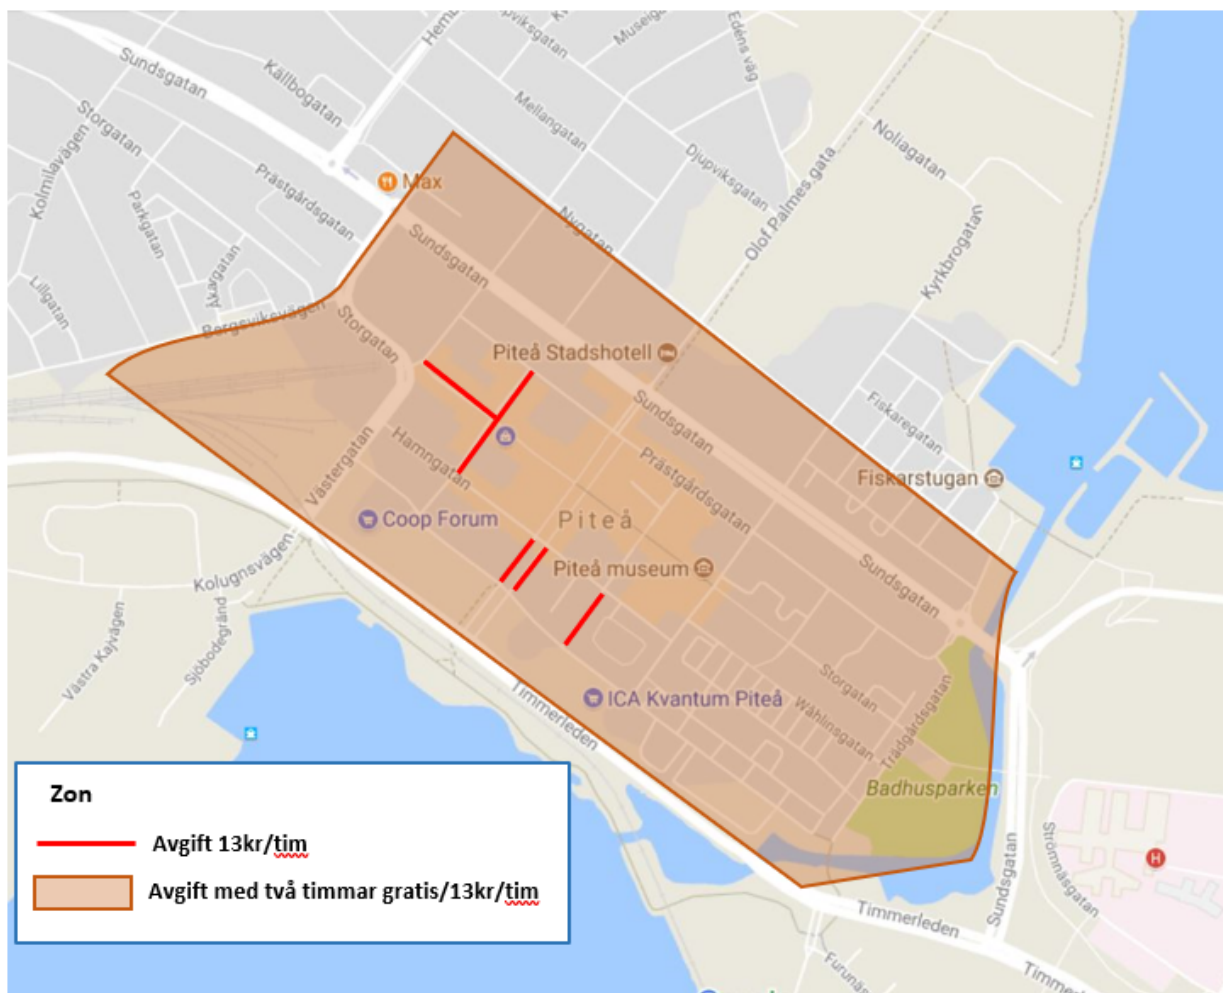 Sundsgatan
Källbogatan
Storgatan
Kolmilavägen
Prästgårdsgatan
Parkgatan
Åkargatan
Lillgatan
Bergsviksvägen
Max
Mellangatan
Djupviksgatan
Edéns väg
Olof Palmes gata
Noliagatan
Kyrkbrogatan
Nygatan
Sundsgatan
Storgatan
Piteå Stadshotell
Sundsgatan
Fiskaregatan
Fiskarstugan
Prästgårdsgatan
Hamngatan
Västergatan
Coop Forum
Piteå
Piteå museum
Sundsgatan
Kolugnsvägen
Västra Kajvägen
Sjöbodegränd
Timmerleden
ICA Kvantum Piteå
Storgatan
Wåhlinsgatan
Trädgårdsgatan
Badhusparken
Strömnäsgatan
H
Sundsgatan
Timmerleden
Zon
Avgift 13kr/tim
Avgift med två timmar gratis/13kr/tim